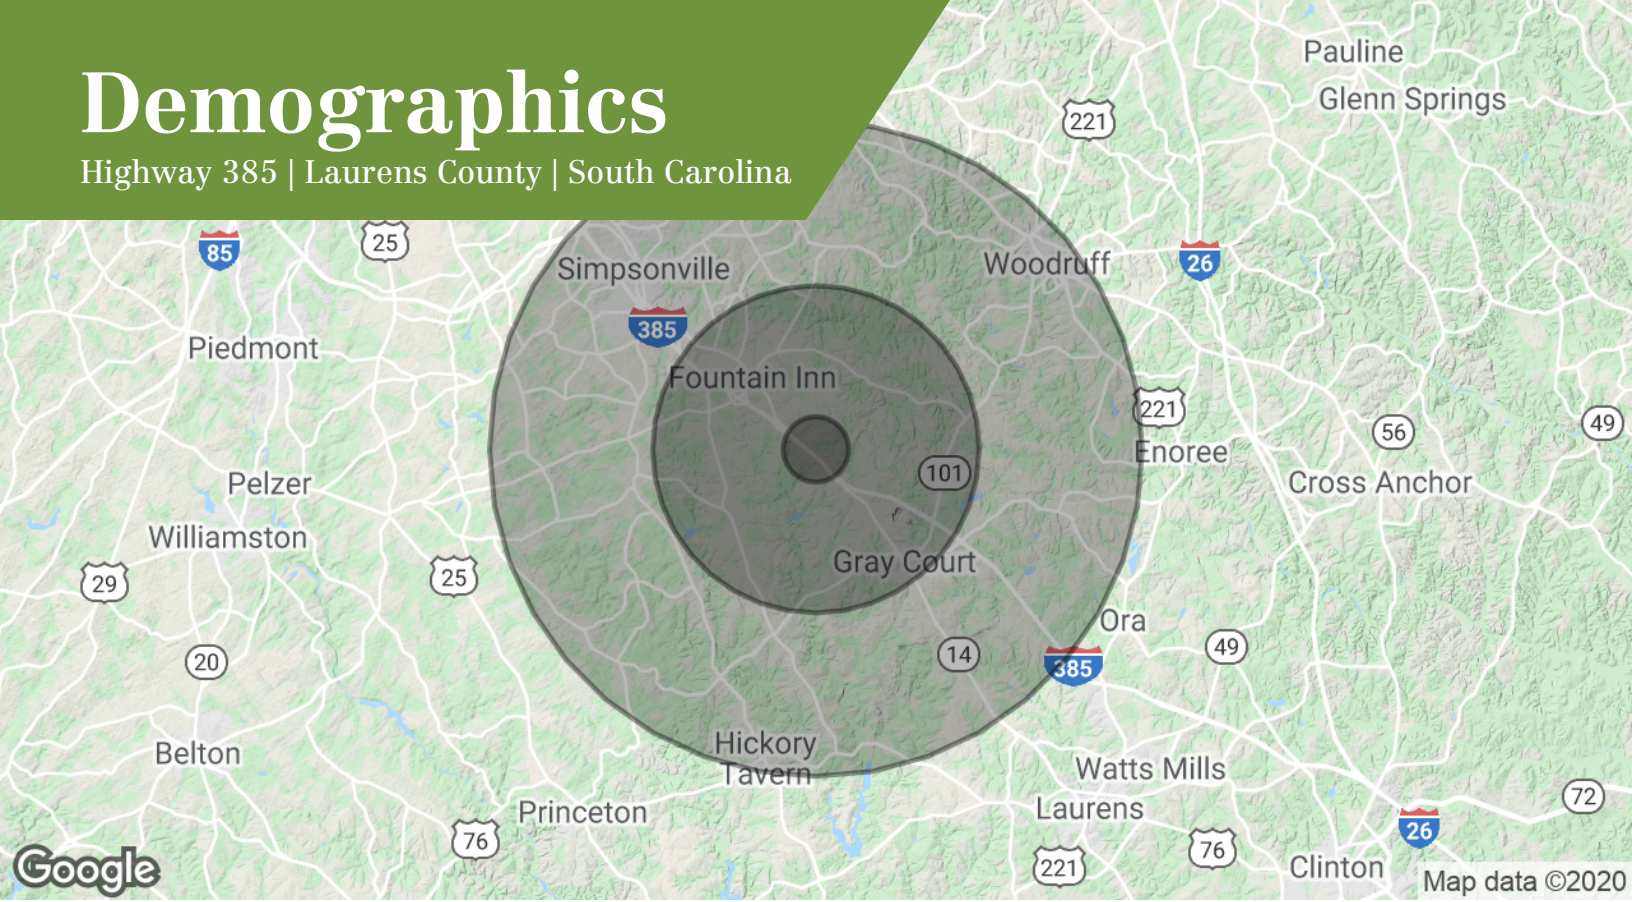 Demographics
Highway 385 | Laurens County | South Carolina
Pauline
Glenn Springs
221
25
85
Simpsonville
Woodruff
26
385
Piedmont
Fountain Inn
221
49
56
Enoree
101
Pelzer
Cross Anchor
Williamston
Gray Court
29
25
Ora
49
14
20
385
Hickory
Tavern
Belton
Watts Mills
72
Princeton
Laurens
26
76
76
221
Clinton
Google
Map data ©2020